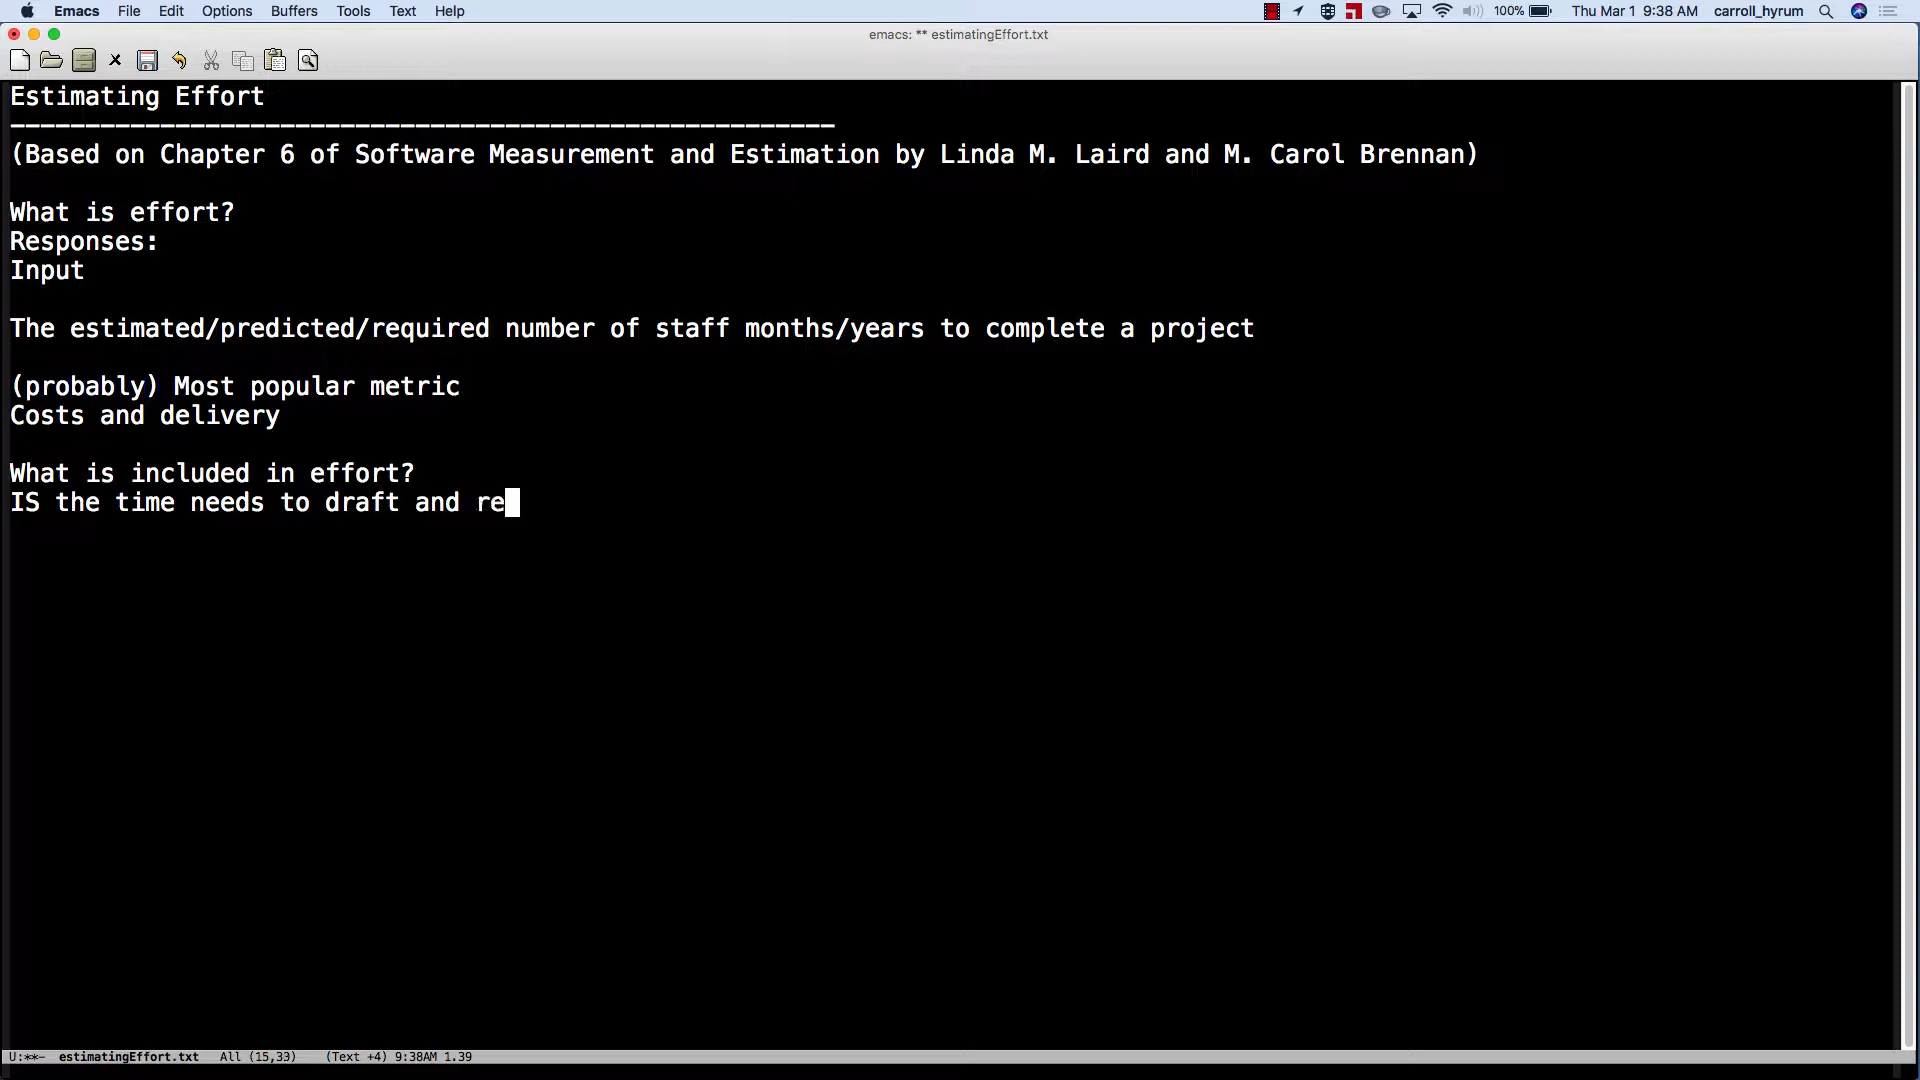 Emacs File Edit Options Buffers Tools Text Help 100% Thu Mar 1 9:38 AM carroll_hyrum
emacs: ** estimatingEffort.txt
Estimating Effort
-------------------------------------------------------
(Based on Chapter 6 of Software Measurement and Estimation by Linda M. Laird and M. Carol Brennan)
What is effort?
Responses:
Input
The estimated/predicted/required number of staff months/years to complete a project
(probably) Most popular metric
Costs and delivery
What is included in effort?
IS the time needs to draft and re
U:**- estimatingEffort.txt All (15,33) (Text +4) 9:38AM 1.39